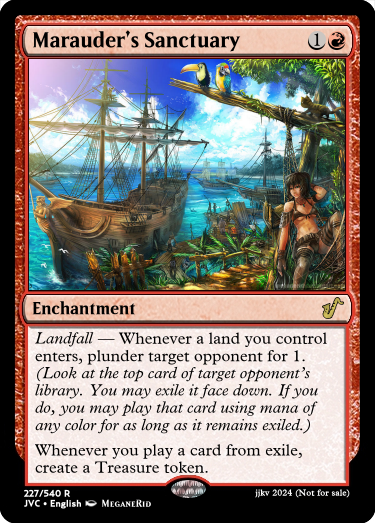 Marauder's Sanctuary 1
Enchantment
Landfall — Whenever a land you control
enters, plunder target opponent for 1.
(Look at the top card of target opponent's
library. You may exile it face down. If you
do, you may play that card using mana of
any color for as long as it remains exiled.)
Whenever you play a card from exile,
create a Treasure token.
227/540 R
JVC • English MEGANERID
jjkv 2024 (Not for sale)